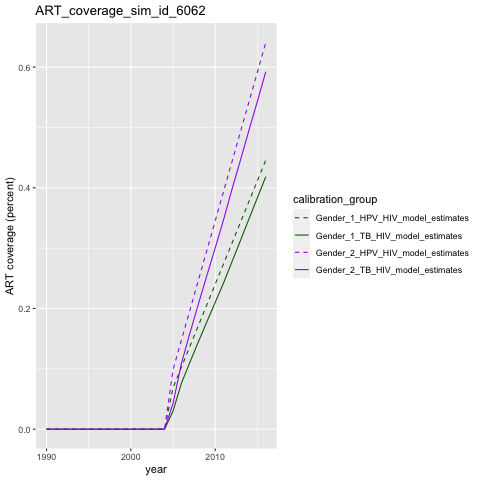 ART_coverage_sim_id_6062
ART coverage (percent)
0.6
0.4
0.2
0.0
1990
2000
2010
year
calibration_group
Gender_1_HPV_HIV_model_estimates
Gender_1_TB_HIV_model_estimates
Gender_2_HPV_HIV_model_estimates
Gender_2_TB_HIV_model_estimates